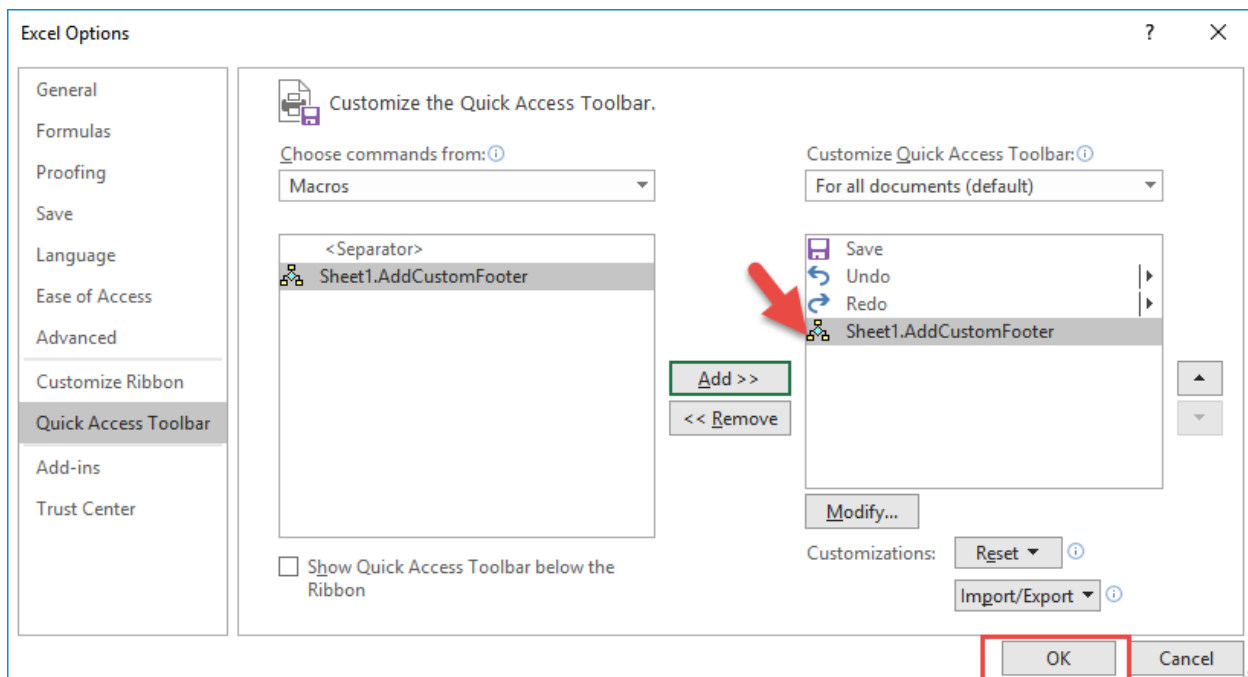 Excel Options
?
General
Formulas
Proofing
Save
Language
Ease of Access
Advanced
Customize Ribbon
Quick Access Toolbar
Add-ins
Trust Center
Customize the Quick Access Toolbar.
Choose commands from:
Macros
<Separator>
Sheet1.AddCustomFooter
Show Quick Access Toolbar below the
Ribbon
Add >>
<< Remove
Customize Quick Access Toolbar:
For all documents (default)
Save
Undo
Redo
Sheet1.AddCustomFooter
Modify...
Customizations:
Reset
Import/Export
OK
Cancel